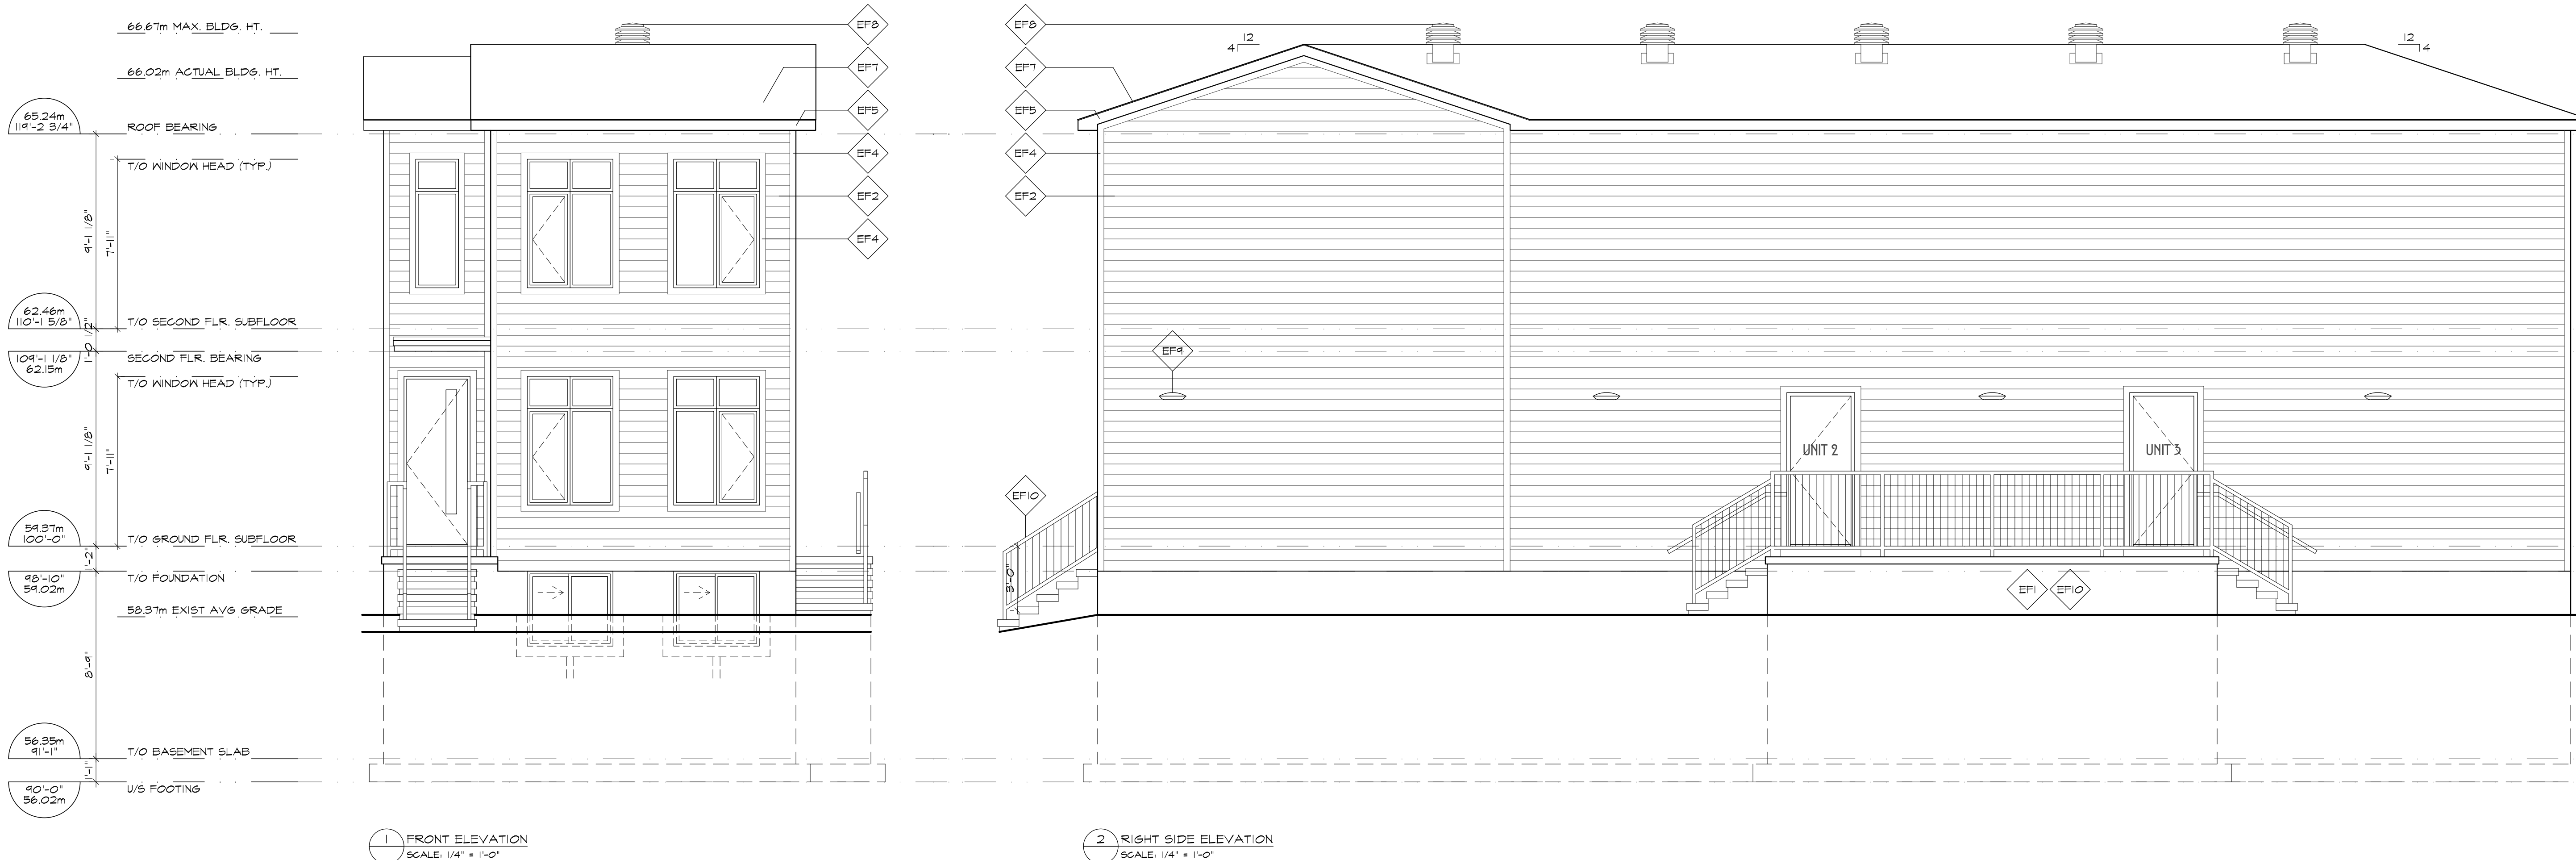 66.67m MAX. BLDG. HT.
66.02m ACTUAL BLDG. HT.
65.24m
119'-2 3/4"
ROOF BEARING
T/O WINDOW HEAD (TYP.)
9'-1 1/8"
7'-11"
62.46m
110'-1 5/8"
T/O SECOND FLR. SUBFLOOR
1'-0 1/2"
109'-1 1/8"
62.15m
SECOND FLR. BEARING
T/O WINDOW HEAD (TYP.)
9'-1 1/8"
7'-11"
59.37m
100'-0"
T/O GROUND FLR. SUBFLOOR
1'-2"
98'-10"
59.02m
T/O FOUNDATION
58.37m EXIST AVG GRADE
8'-9"
56.35m
91'-1"
T/O BASEMENT SLAB
1'-1"
90'-0"
56.02m
U/S FOOTING
EF8
EF7
EF5
EF4
EF2
EF4
1
FRONT ELEVATION
SCALE: 1/4" = 1'-0"
EF8
EF7
EF5
EF4
EF2
12
4
12
4
EF9
EF10
3'-0"
UNIT 2
UNIT 3
EF1
EF10
2
RIGHT SIDE ELEVATION
SCALE: 1/4" = 1'-0"